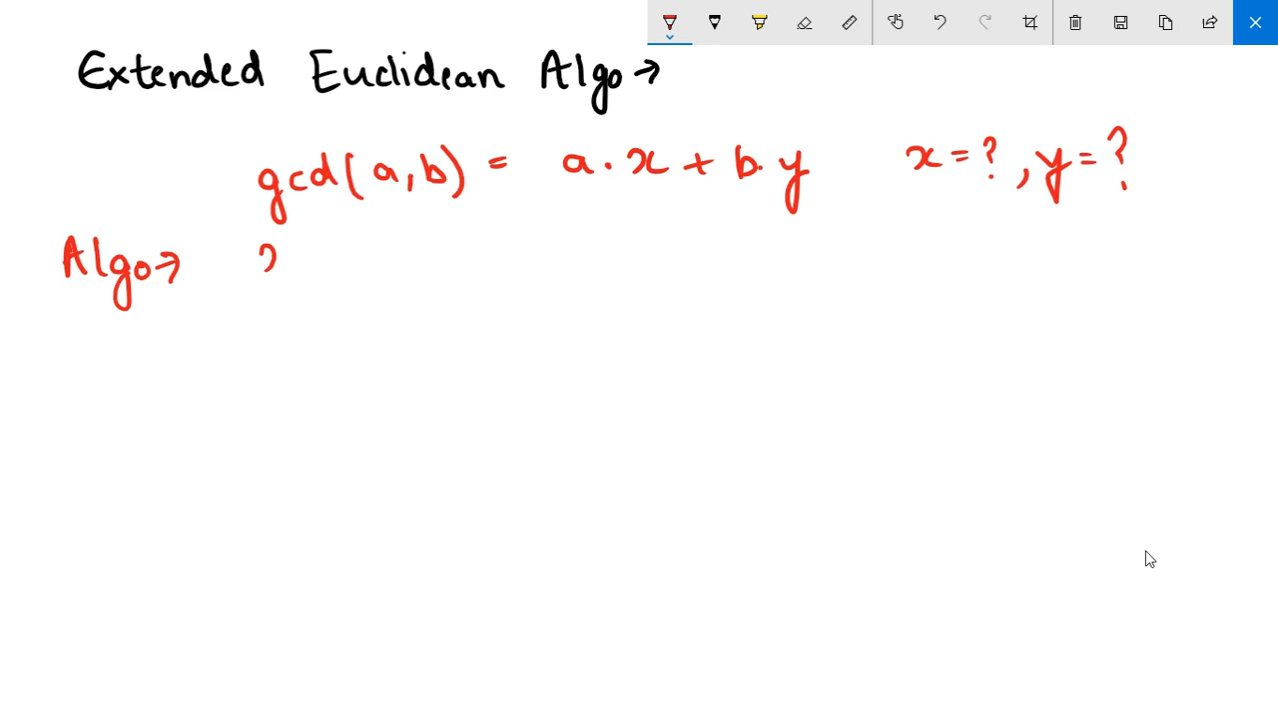 Extended Euclidean Algo →
gcd(a,b) = a·x + b·y x=?, y=?
Algo →